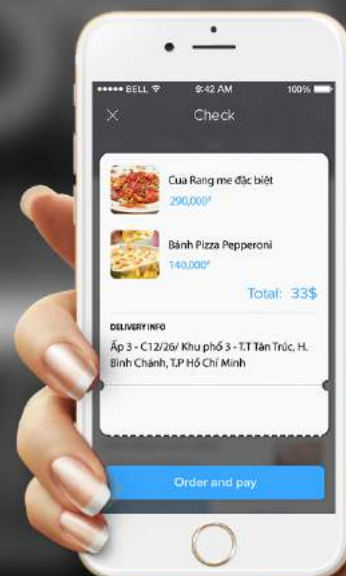 BELL 9:42 AM 100%
Check
Cua Rang me đặc biệt
290,000đ
Bánh Pizza Pepperoni
140,000đ
Total: 33$
DELIVERY INFO
Ấp 3 - C12/26/ Khu phố 3 - T.T Tân Trúc, H.
Bình Chánh, T.P Hồ Chí Minh
Order and pay